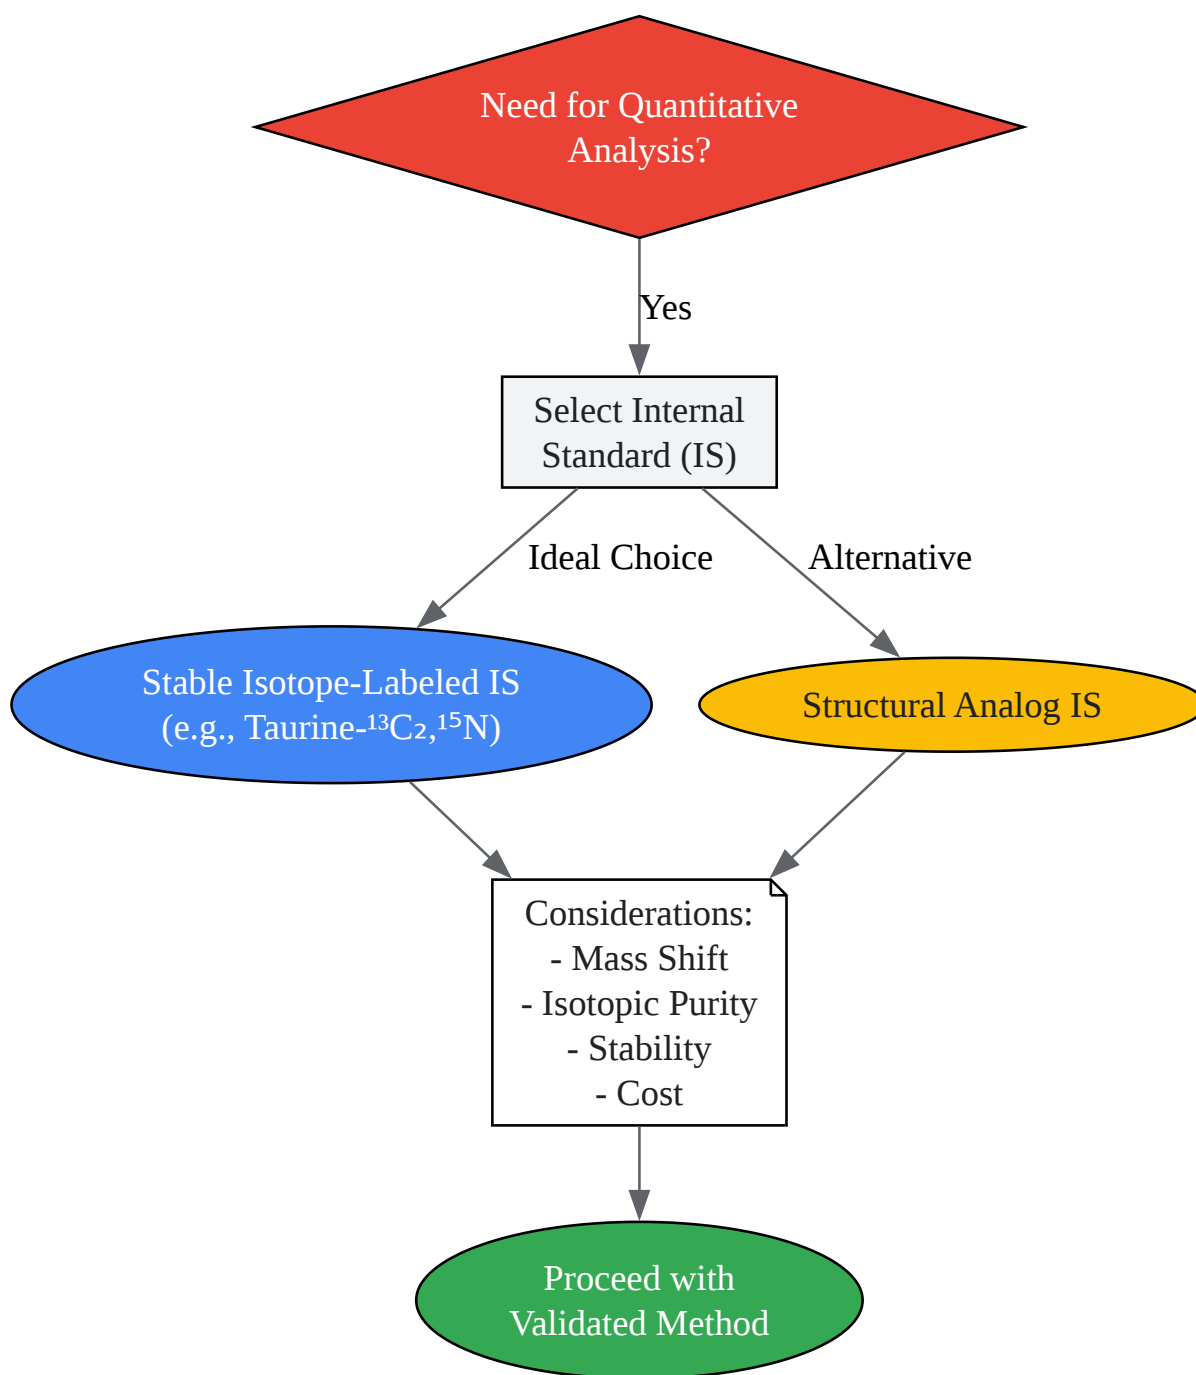 Need for Quantitative
Analysis?
Yes
Select Internal
Standard (IS)
Ideal Choice
Alternative
Stable Isotope-Labeled IS
(e.g., Taurine-¹³C₂,¹⁵N)
Structural Analog IS
Considerations:
- Mass Shift
- Isotopic Purity
- Stability
- Cost
Proceed with
Validated Method